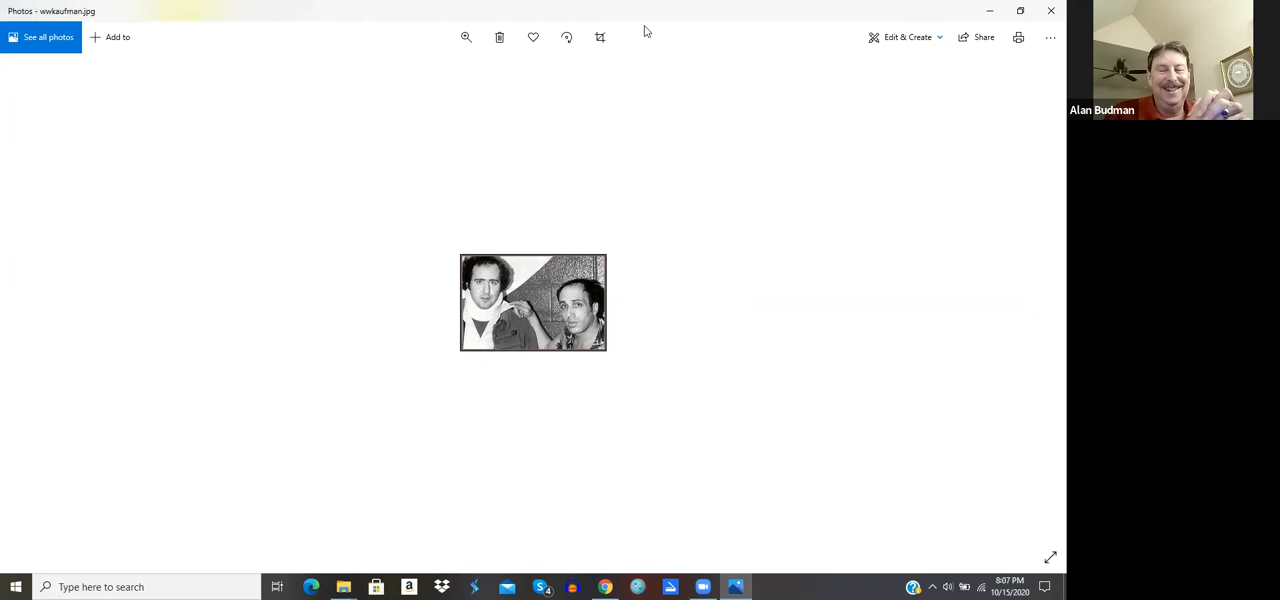 Photos - wwkaufman.jpg
See all photos
Add to
Edit & Create
Share
Alan Budman
Type here to search
a
4
8:07 PM
10/15/2020